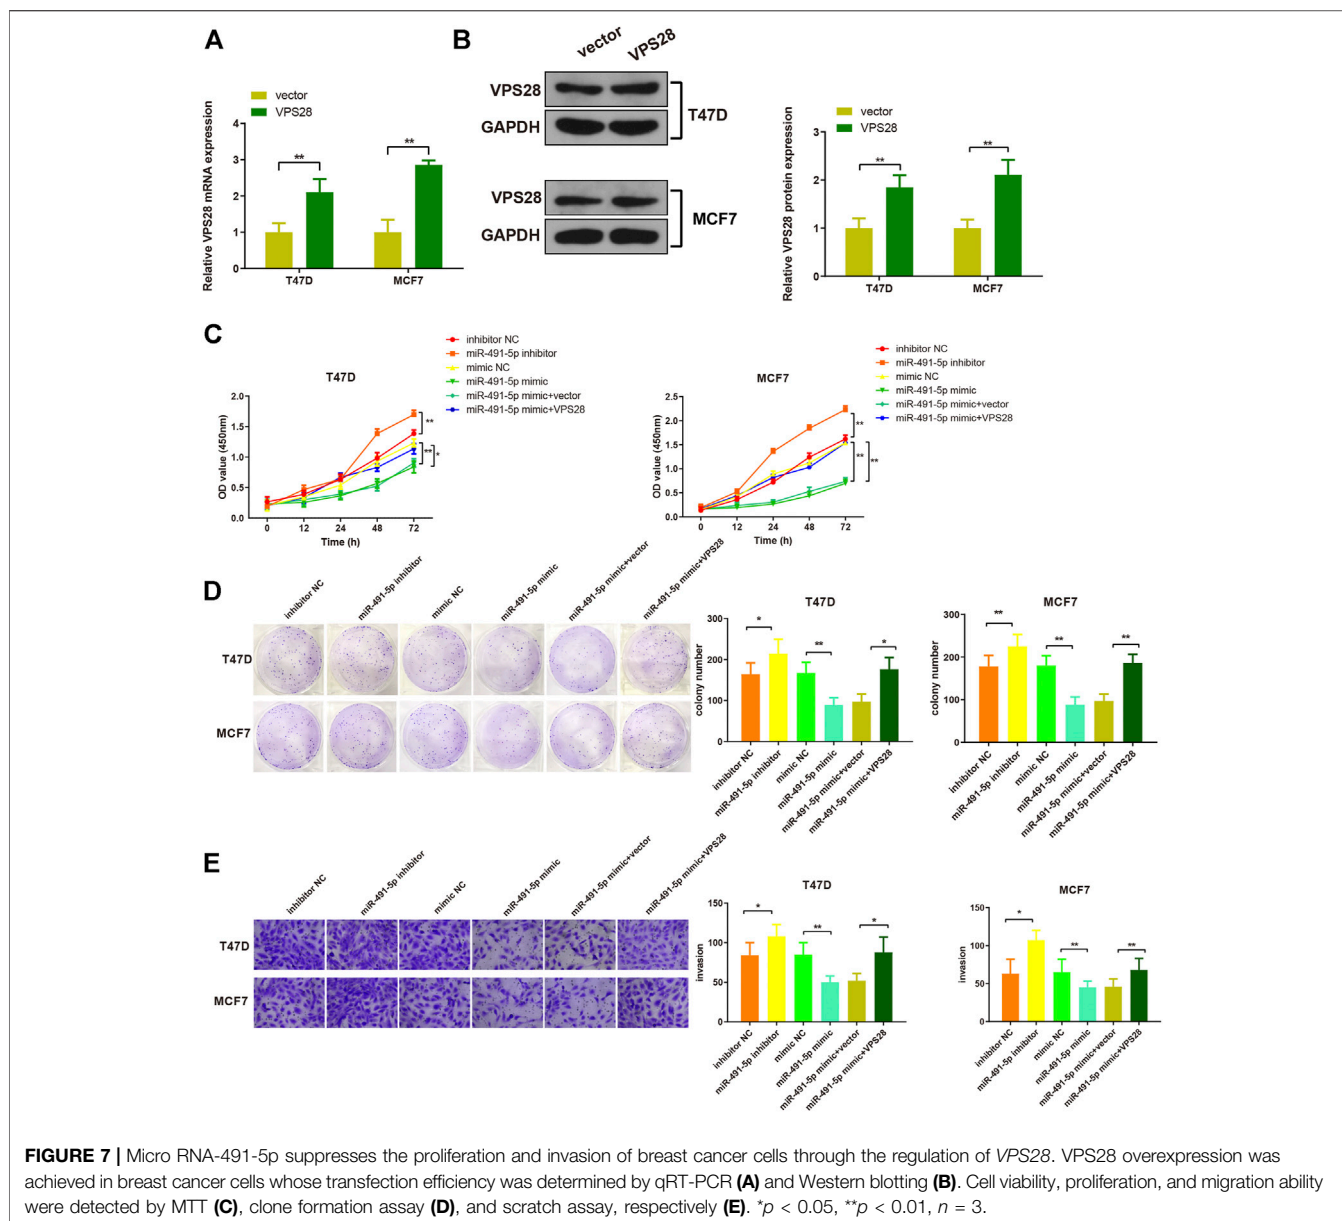 A
vector
VPS28
Relative VPS28 mRNA expression
4
3
2
1
0
**
**
T47D
MCF7
B
vector
VPS28
VPS28
GAPDH
T47D
VPS28
GAPDH
MCF7
vector
VPS28
Relative VPS28 protein expression
3
2
1
0
**
**
T47D
MCF7
C
T47D
inhibitor NC
miR-491-5p inhibitor
mimic NC
miR-491-5p mimic
miR-491-5p mimic+vector
miR-491-5p mimic+VPS28
OD value (450nm)
2.0
1.5
1.0
0.5
0.0
**
**
*
0
12
24
48
72
Time (h)
MCF7
inhibitor NC
miR-491-5p inhibitor
mimic NC
miR-491-5p mimic
miR-491-5p mimic+vector
miR-491-5p mimic+VPS28
OD value (450nm)
2.5
2.0
1.5
1.0
0.5
0.0
**
**
**
0
12
24
48
72
Time (h)
D
inhibitor NC
miR-491-5p inhibitor
mimic NC
miR-491-5p mimic
miR-491-5p mimic+vector
miR-491-5p mimic+VPS28
T47D
MCF7
T47D
colony number
300
200
100
0
*
**
*
inhibitor NC
miR-491-5p inhibitor
mimic NC
miR-491-5p mimic
miR-491-5p mimic+vector
miR-491-5p mimic+VPS28
MCF7
colony number
300
200
100
0
**
**
**
inhibitor NC
miR-491-5p inhibitor
mimic NC
miR-491-5p mimic
miR-491-5p mimic+vector
miR-491-5p mimic+VPS28
E
inhibitor NC
miR-491-5p inhibitor
mimic NC
miR-491-5p mimic
miR-491-5p mimic+vector
miR-491-5p mimic+VPS28
T47D
MCF7
T47D
invasion
150
100
50
0
*
**
*
inhibitor NC
miR-491-5p inhibitor
mimic NC
miR-491-5p mimic
miR-491-5p mimic+vector
miR-491-5p mimic+VPS28
MCF7
invasion
150
100
50
0
*
**
**
inhibitor NC
miR-491-5p inhibitor
mimic NC
miR-491-5p mimic
miR-491-5p mimic+vector
miR-491-5p mimic+VPS28
FIGURE 7 | Micro RNA-491-5p suppresses the proliferation and invasion of breast cancer cells through the regulation of VPS28. VPS28 overexpression was
achieved in breast cancer cells whose transfection efficiency was determined by qRT-PCR (A) and Western blotting (B). Cell viability, proliferation, and migration ability
were detected by MTT (C), clone formation assay (D), and scratch assay, respectively (E). *p < 0.05, **p < 0.01, n = 3.